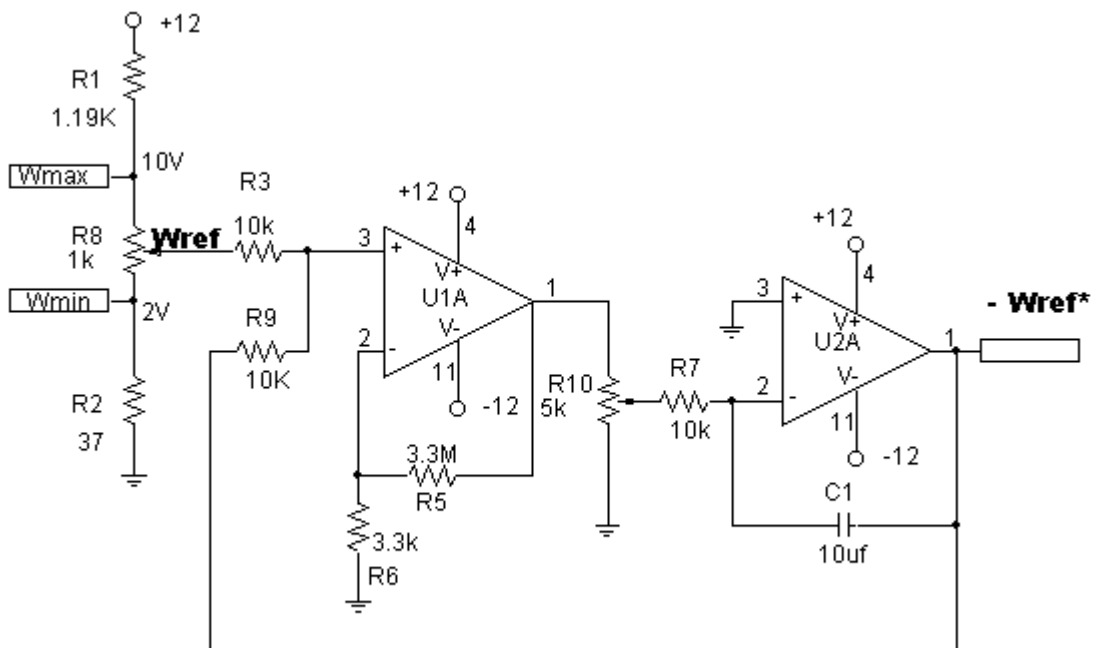 +12
R1
1.19K
Wmax
10V
R8
1k
Wref
Wmin
2V
R2
37
R3
10k
R9
10K
+12
4
3
+
V+
U1A
1
V-
2
-
11
-12
3.3M
R5
3.3k
R6
R10
5k
R7
10k
+12
4
3
+
V+
U2A
1
V-
2
-
11
-12
C1
10uf
- Wref*